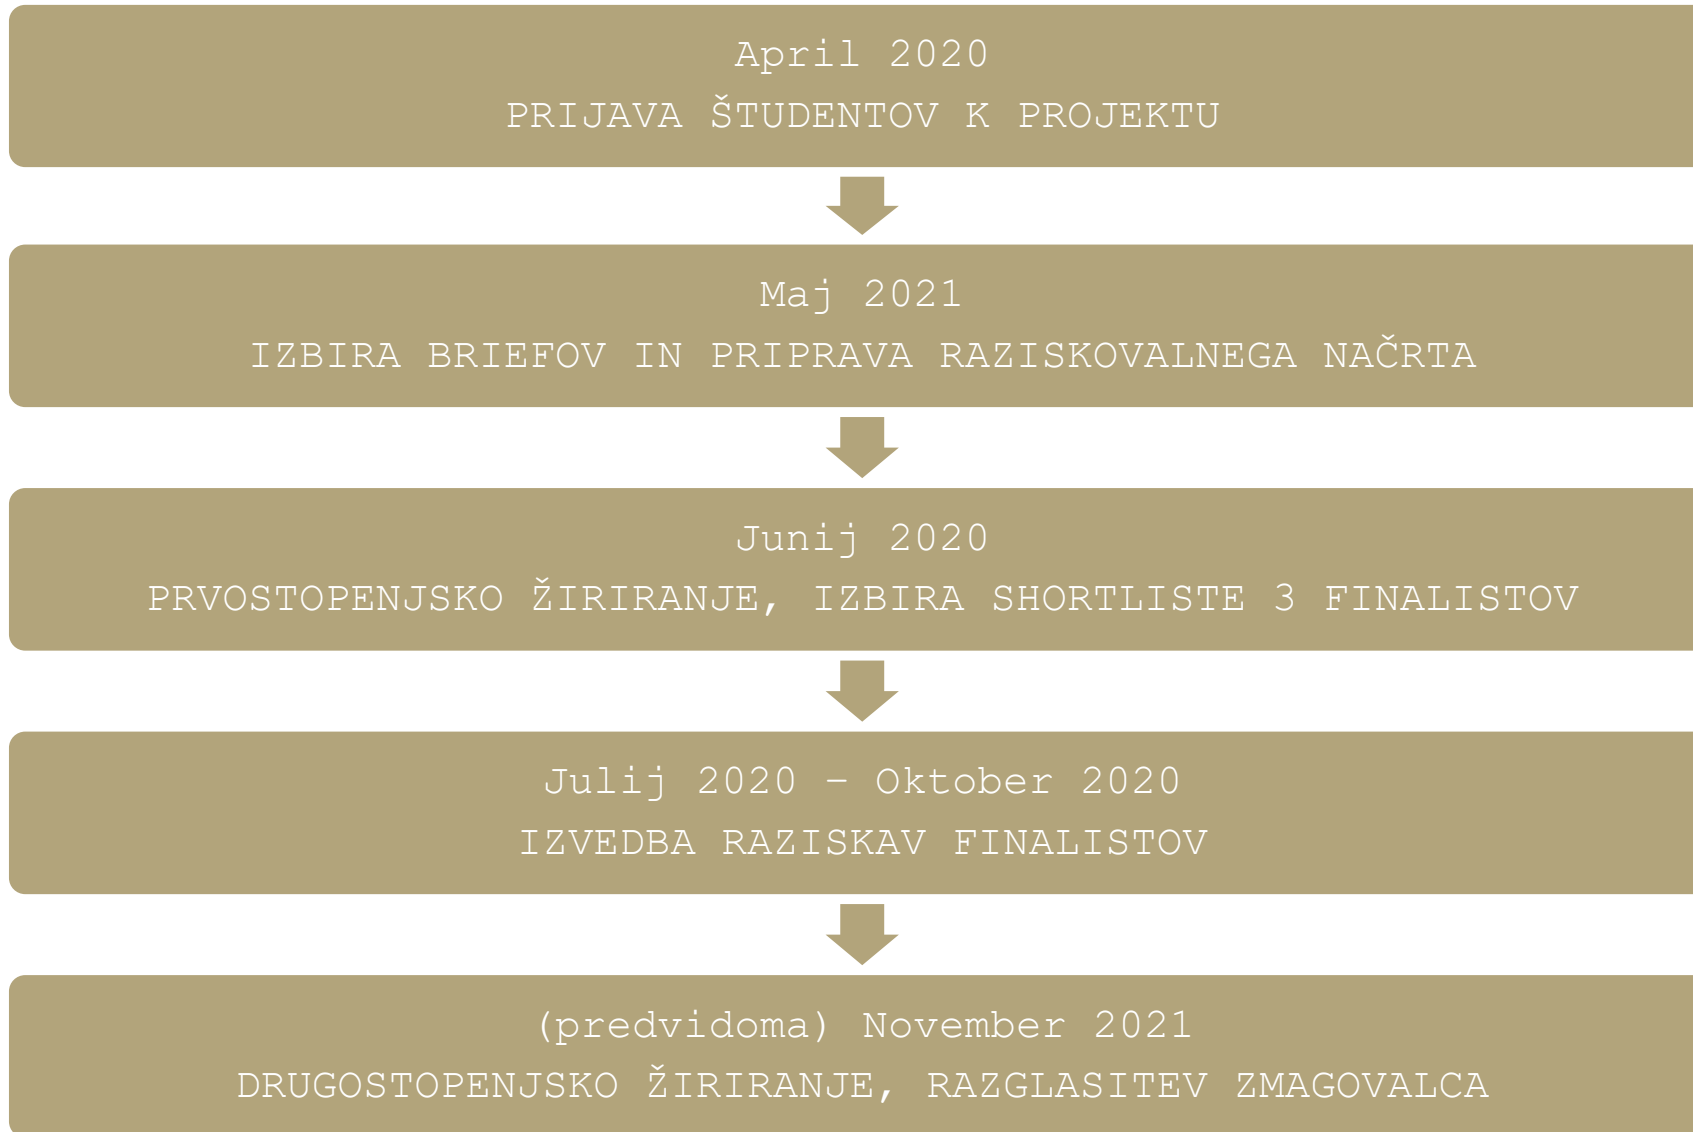 April 2020
PRIJAVA ŠTUDENTOV K PROJEKTU
Maj 2021
IZBIRA BRIEFOV IN PRIPRAVA RAZISKOVALNEGA NAČRTA
Junij 2020
PRVOSTOPENJSKO ŽIRIRANJE, IZBIRA SHORTLISTE 3 FINALISTOV
Julij 2020 – Oktober 2020
IZVEDBA RAZISKAV FINALISTOV
(predvidoma) November 2021
DRUGOSTOPENJSKO ŽIRIRANJE, RAZGLASITEV ZMAGOVALCA